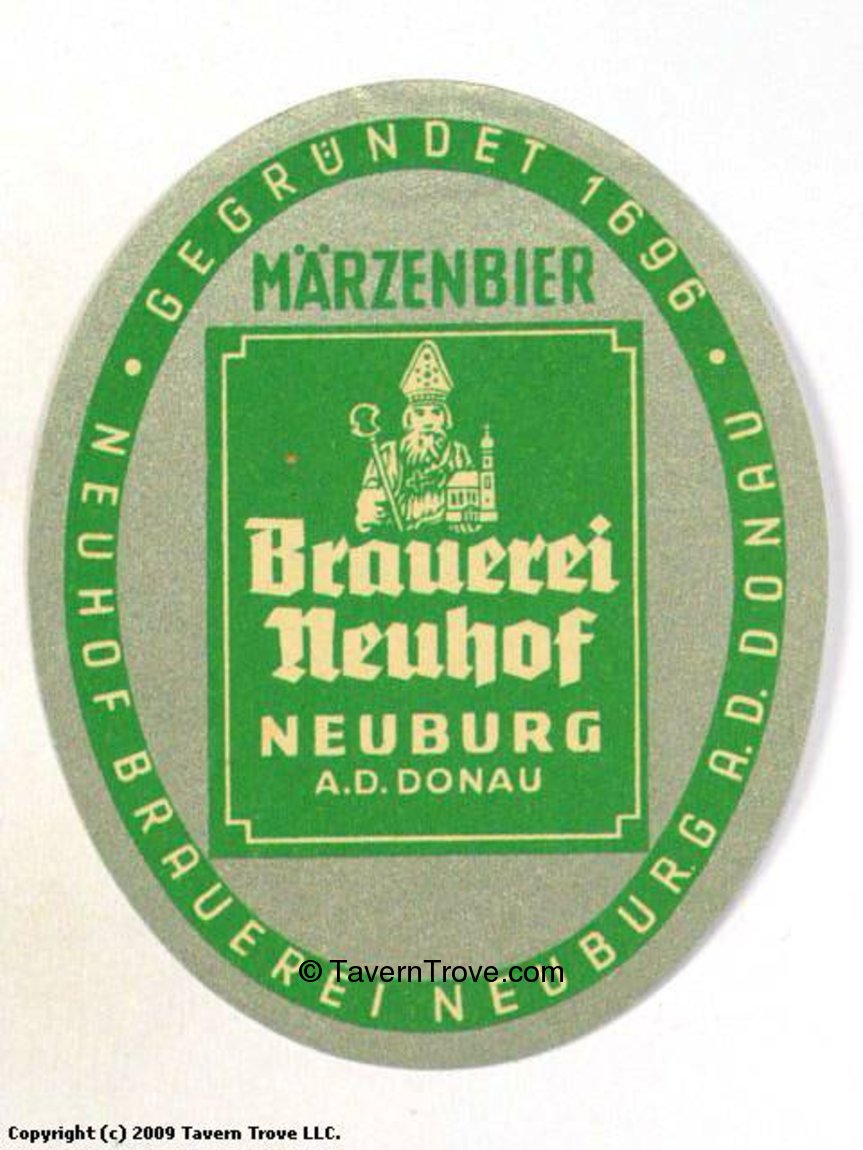 GEGRÜNDET 1696
MÄRZENBIER
Brauerei
Neuhof
NEUBURG
A.D. DONAU
NEUHOF BRAUEREI NEUBURG A.D. DONAU
© TavernTrove.com
Copyright (c) 2009 Tavern Trove LLC.